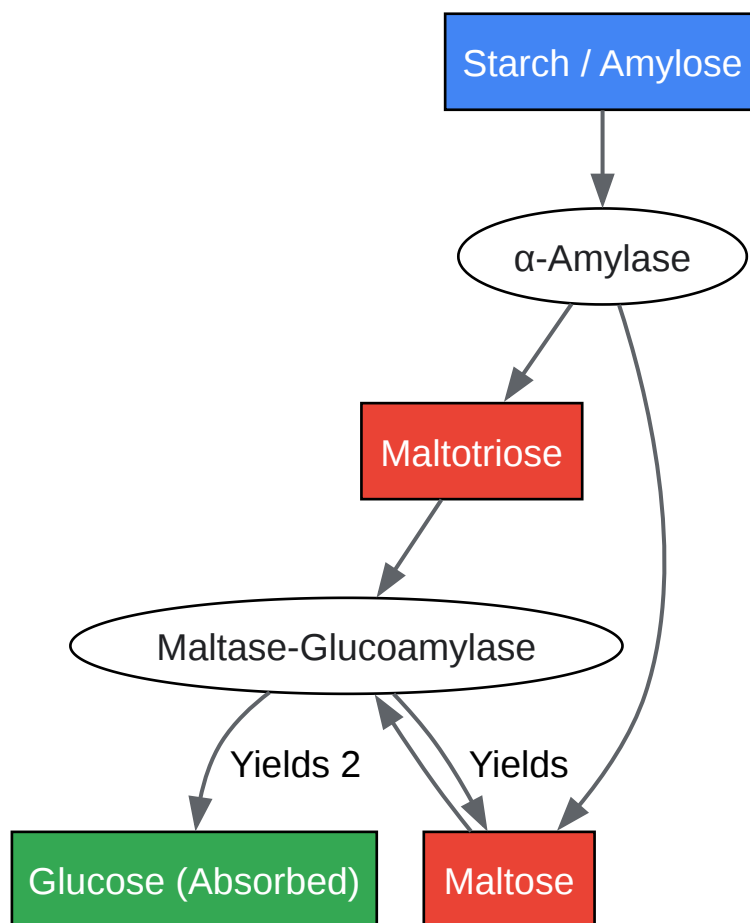 Starch / Amylose
α-Amylase
Maltotriose
Maltase-Glucoamylase
Yields 2
Yields
Glucose (Absorbed)
Maltose